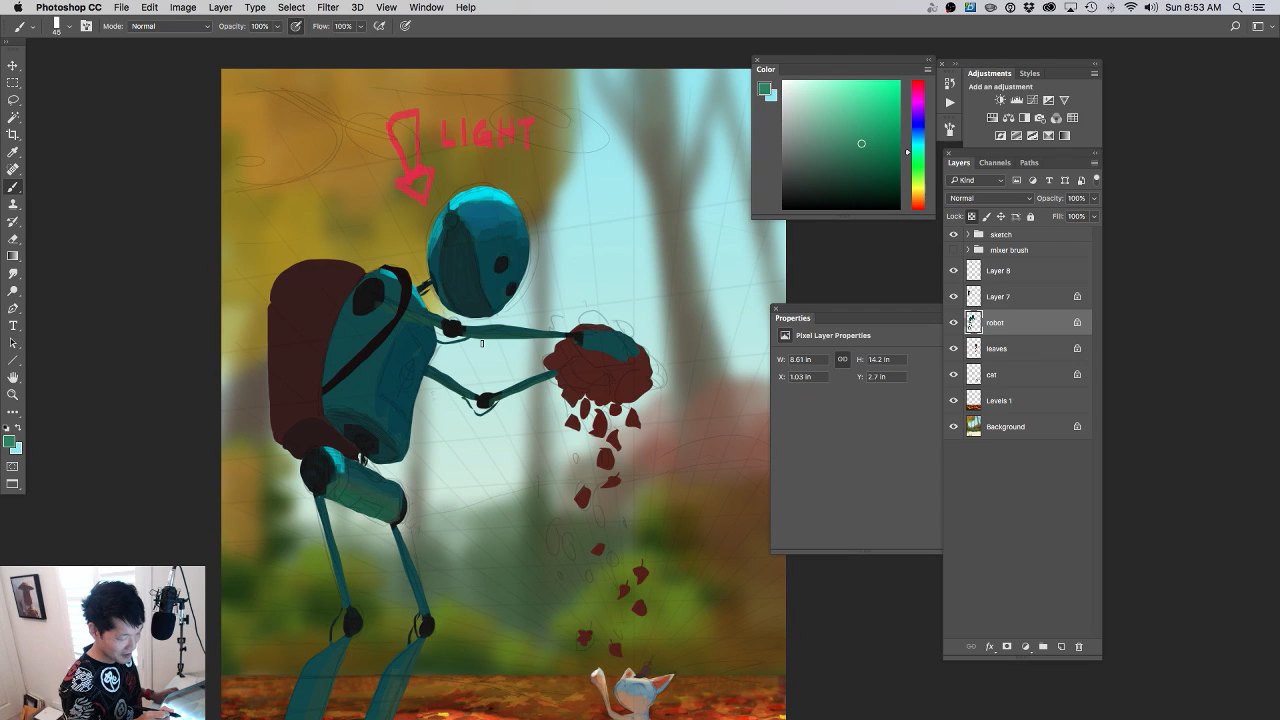 Photoshop CC File Edit Image Layer Type Select Filter 3D View Window Help Sun 8:53 AM
45 Mode: Normal Opacity: 100% Flow: 100%
Color
Adjustments Styles
Add an adjustment
LIGHT
Layers Channels Paths
Kind
Normal Opacity: 100%
Lock: Fill: 100%
sketch
mixer brush
Layer 8
Layer 7
robot
leaves
cat
Levels 1
Background
Properties
Pixel Layer Properties
W: 8.61 in H: 14.2 in
X: 1.03 in Y: 2.7 in
fx